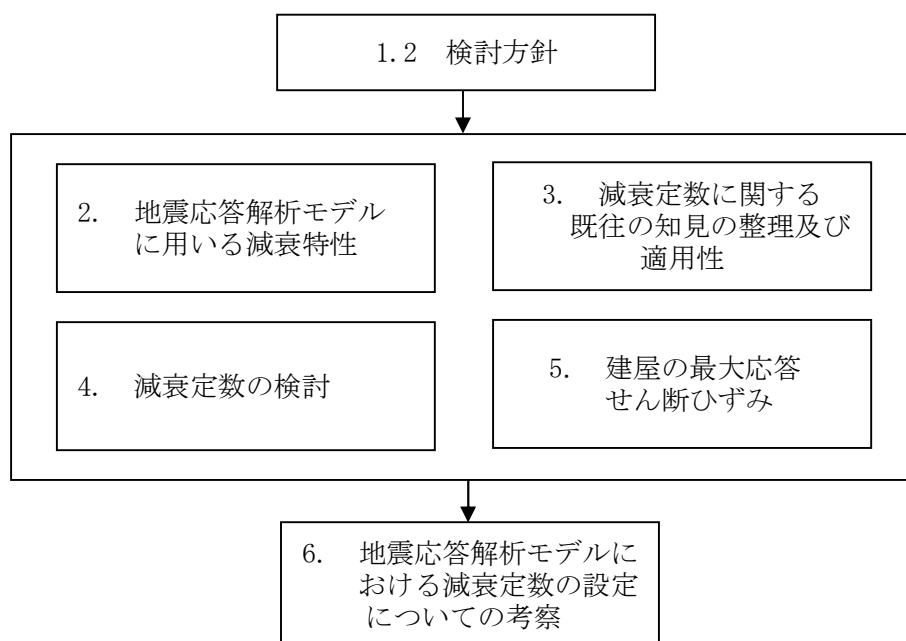 1.2 検討方針
2. 地震応答解析モデル
に用いる減衰特性
3. 減衰定数に関する
既往の知見の整理及び
適用性
4. 減衰定数の検討
5. 建屋の最大応答
せん断ひずみ
6. 地震応答解析モデルに
おける減衰定数の設定
についての考察